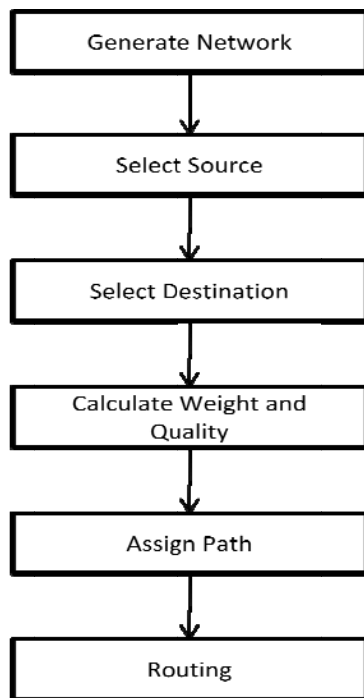 Generate Network
Select Source
Select Destination
Calculate Weight and
Quality
Assign Path
Routing